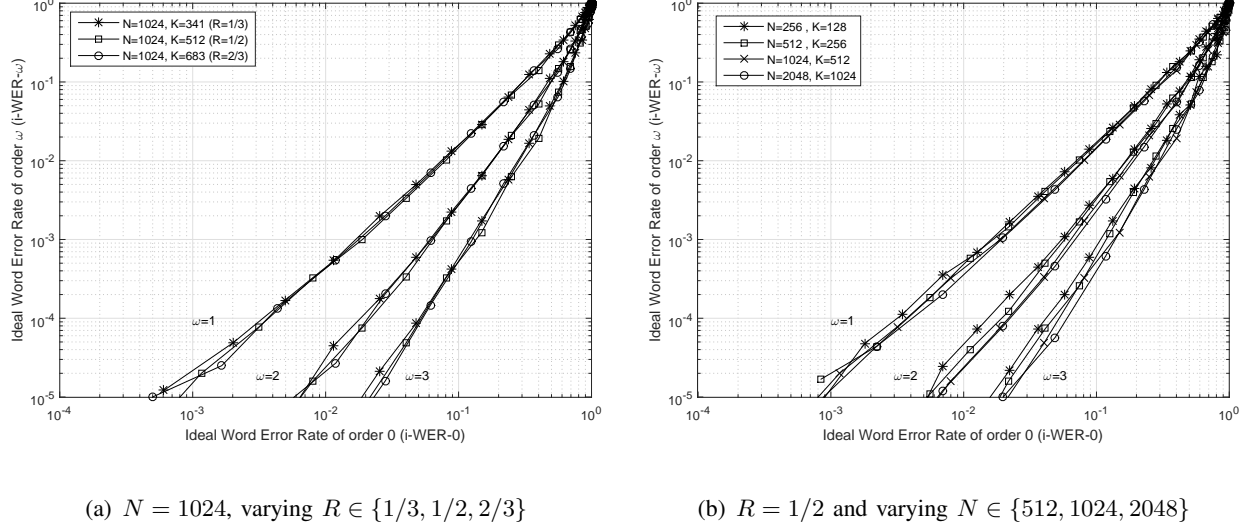 Ideal Word Error Rate of order ω (i-WER-ω)
10^0
10^-1
10^-2
10^-3
10^-4
10^-5
N=1024, K=341 (R=1/3)
N=1024, K=512 (R=1/2)
N=1024, K=683 (R=2/3)
ω=1
ω=2
ω=3
10^-4
10^-3
10^-2
10^-1
10^0
Ideal Word Error Rate of order 0 (i-WER-0)
(a) N = 1024, varying R ∈ {1/3, 1/2, 2/3}
Ideal Word Error Rate of order ω (i-WER-ω)
10^0
10^-1
10^-2
10^-3
10^-4
10^-5
N=256 , K=128
N=512 , K=256
N=1024, K=512
N=2048, K=1024
ω=1
ω=2
ω=3
10^-4
10^-3
10^-2
10^-1
10^0
Ideal Word Error Rate of order 0 (i-WER-0)
(b) R = 1/2 and varying N ∈ {512, 1024, 2048}